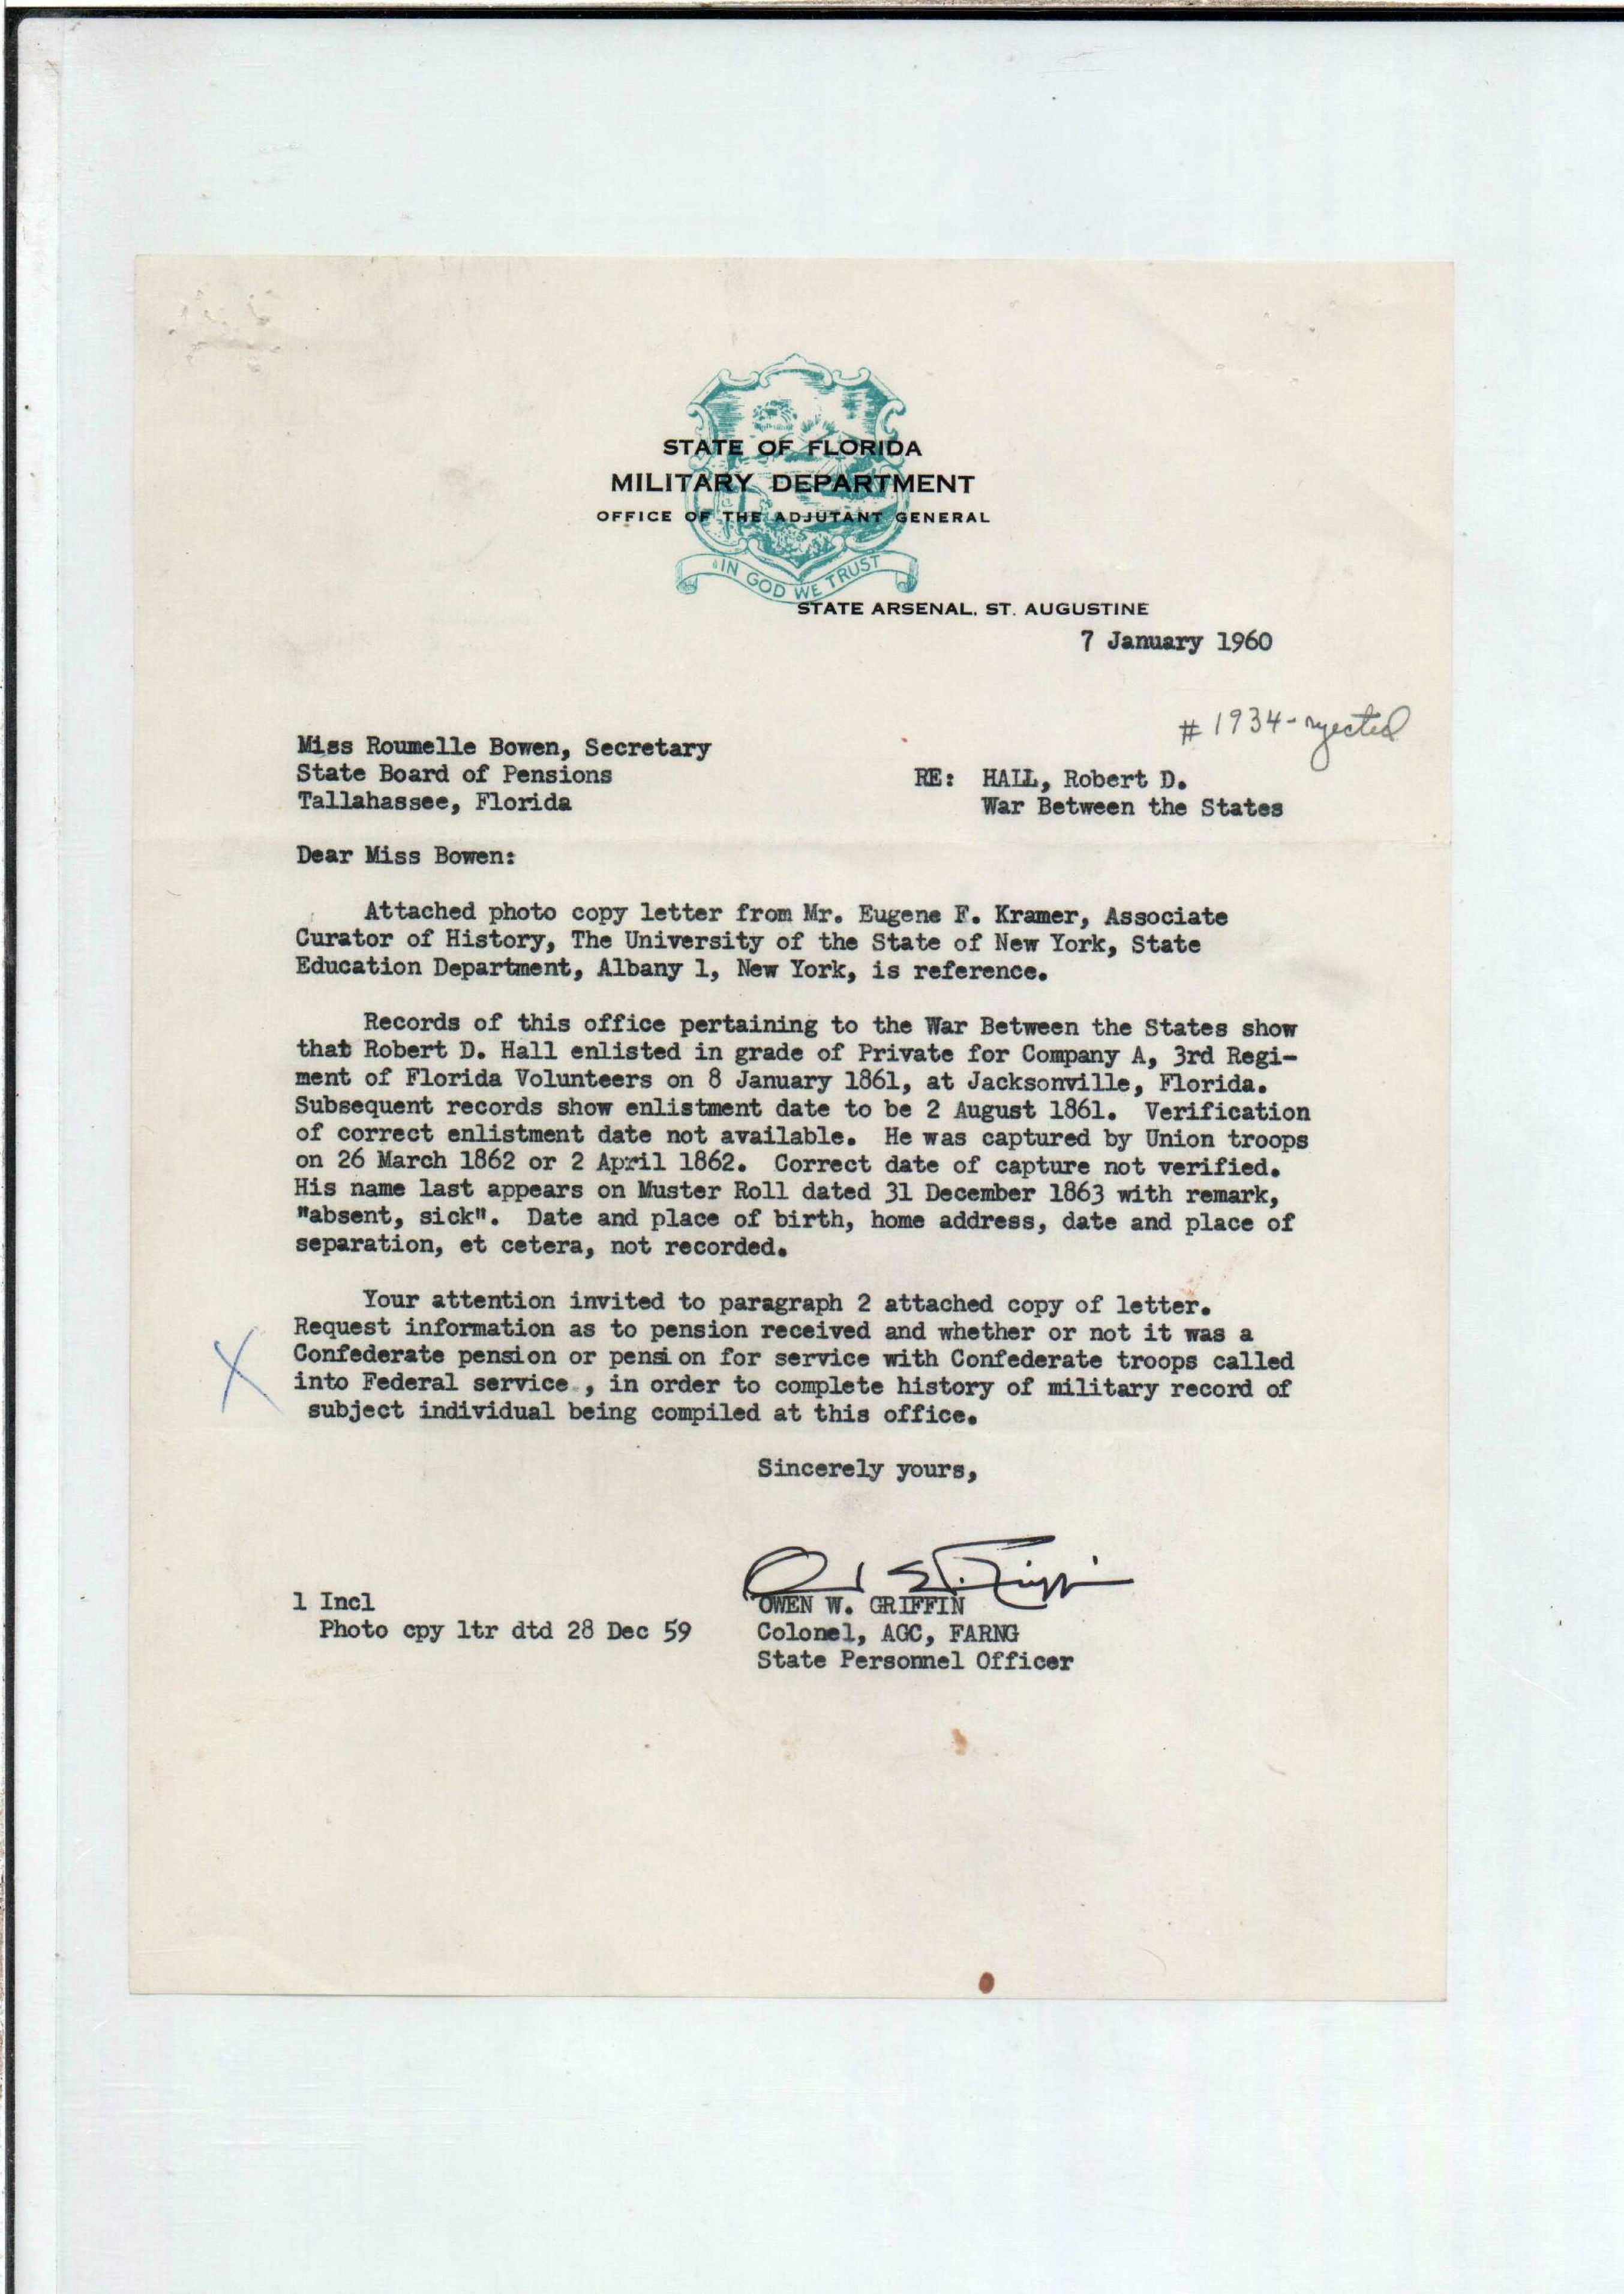 STATE OF FLORIDA
MILITARY DEPARTMENT
OFFICE OF THE ADJUTANT GENERAL
IN GOD WE TRUST
STATE ARSENAL, ST. AUGUSTINE
7 January 1960
# 1934 - rejected
Miss Roumelle Bowen, Secretary
State Board of Pensions
Tallahassee, Florida
RE: HALL, Robert D.
War Between the States
Dear Miss Bowen:
Attached photo copy letter from Mr. Eugene F. Kramer, Associate
Curator of History, The University of the State of New York, State
Education Department, Albany 1, New York, is reference.
Records of this office pertaining to the War Between the States show
that Robert D. Hall enlisted in grade of Private for Company A, 3rd Regi-
ment of Florida Volunteers on 8 January 1861, at Jacksonville, Florida.
Subsequent records show enlistment date to be 2 August 1861. Verification
of correct enlistment date not available. He was captured by Union troops
on 26 March 1862 or 2 April 1862. Correct date of capture not verified.
His name last appears on Muster Roll dated 31 December 1863 with remark,
"absent, sick". Date and place of birth, home address, date and place of
separation, et cetera, not recorded.
Your attention invited to paragraph 2 attached copy of letter.
Request information as to pension received and whether or not it was a
Confederate pension or pension for service with Confederate troops called
into Federal service., in order to complete history of military record of
subject individual being compiled at this office.
X
Sincerely yours,
1 Incl
Photo cpy ltr dtd 28 Dec 59
OWEN W. GRIFFIN
Colonel, AGC, FARNG
State Personnel Officer